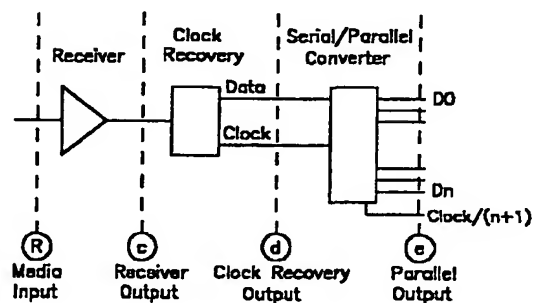 Receiver
Clock
Recovery
Serial/Parallel
Converter
Data
Clock
D0
Dn
Clock/(n+1)
R
c
d
e
Media
Input
Receiver
Output
Clock Recovery
Output
Parallel
Output